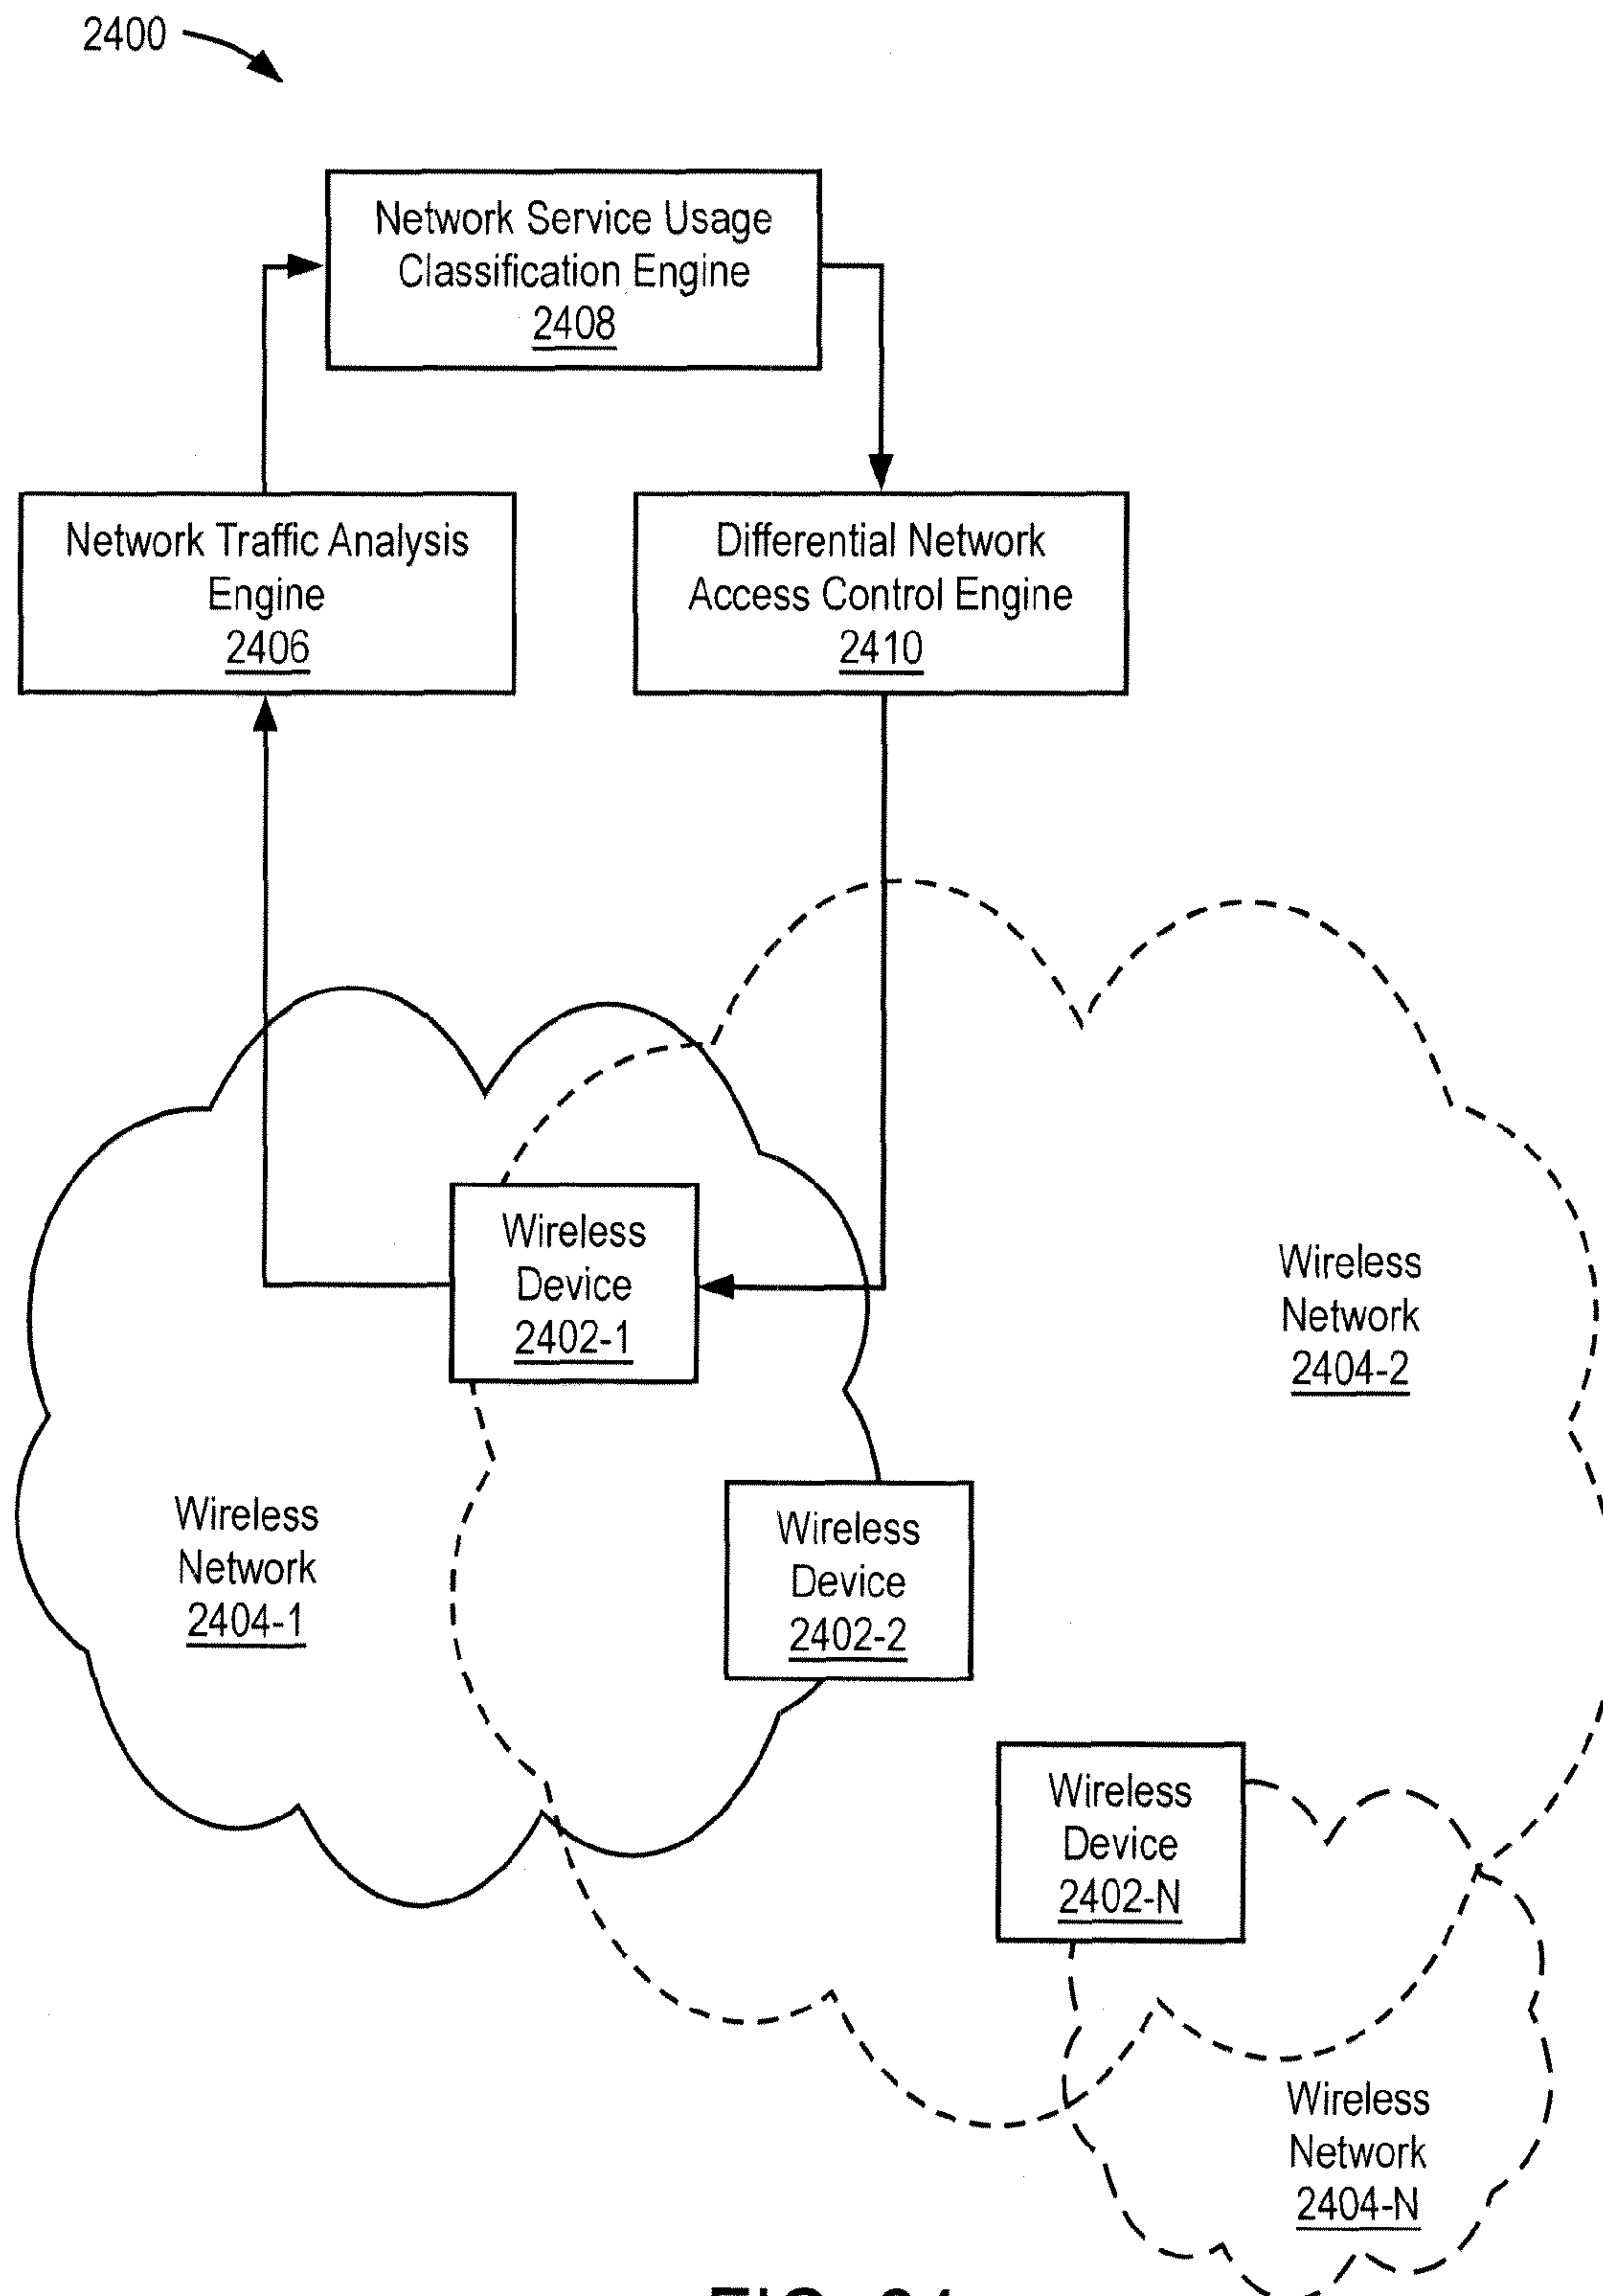 2400
Network Service Usage
Classification Engine
2408
Network Traffic Analysis
Engine
2406
Differential Network
Access Control Engine
2410
Wireless
Device
2402-1
Wireless
Network
2404-2
Wireless
Network
2404-1
Wireless
Device
2402-2
Wireless
Device
2402-N
Wireless
Network
2404-N